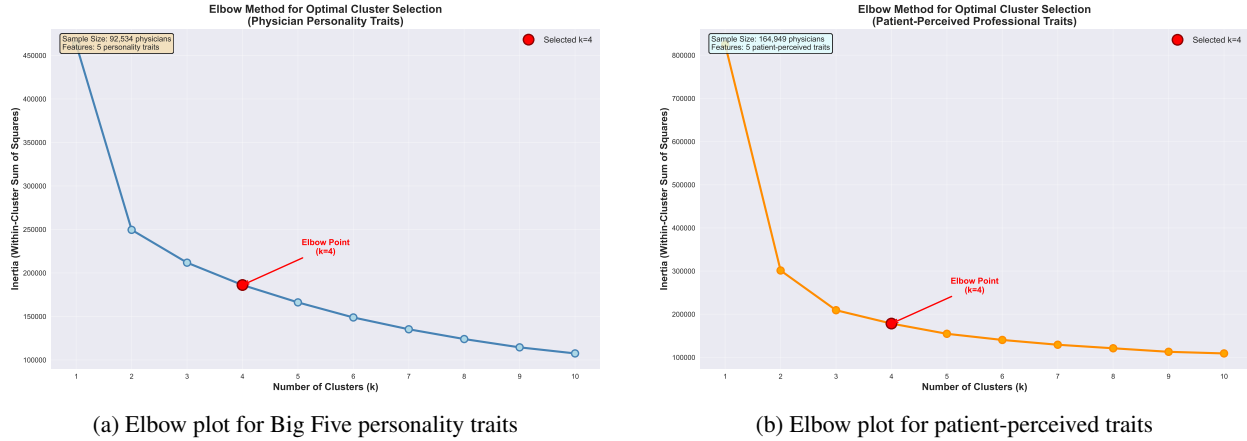 Elbow Method for Optimal Cluster Selection
(Physician Personality Traits)
Sample Size: 92,534 physicians
Features: 5 personality traits
Selected k=4
Elbow Point
(k=4)
Inertia (Within-Cluster Sum of Squares)
450000
400000
350000
300000
250000
200000
150000
100000
1 2 3 4 5 6 7 8 9 10
Number of Clusters (k)
(a) Elbow plot for Big Five personality traits
Elbow Method for Optimal Cluster Selection
(Patient-Perceived Professional Traits)
Sample Size: 164,949 physicians
Features: 5 patient-perceived traits
Selected k=4
Elbow Point
(k=4)
Inertia (Within-Cluster Sum of Squares)
800000
700000
600000
500000
400000
300000
200000
100000
1 2 3 4 5 6 7 8 9 10
Number of Clusters (k)
(b) Elbow plot for patient-perceived traits